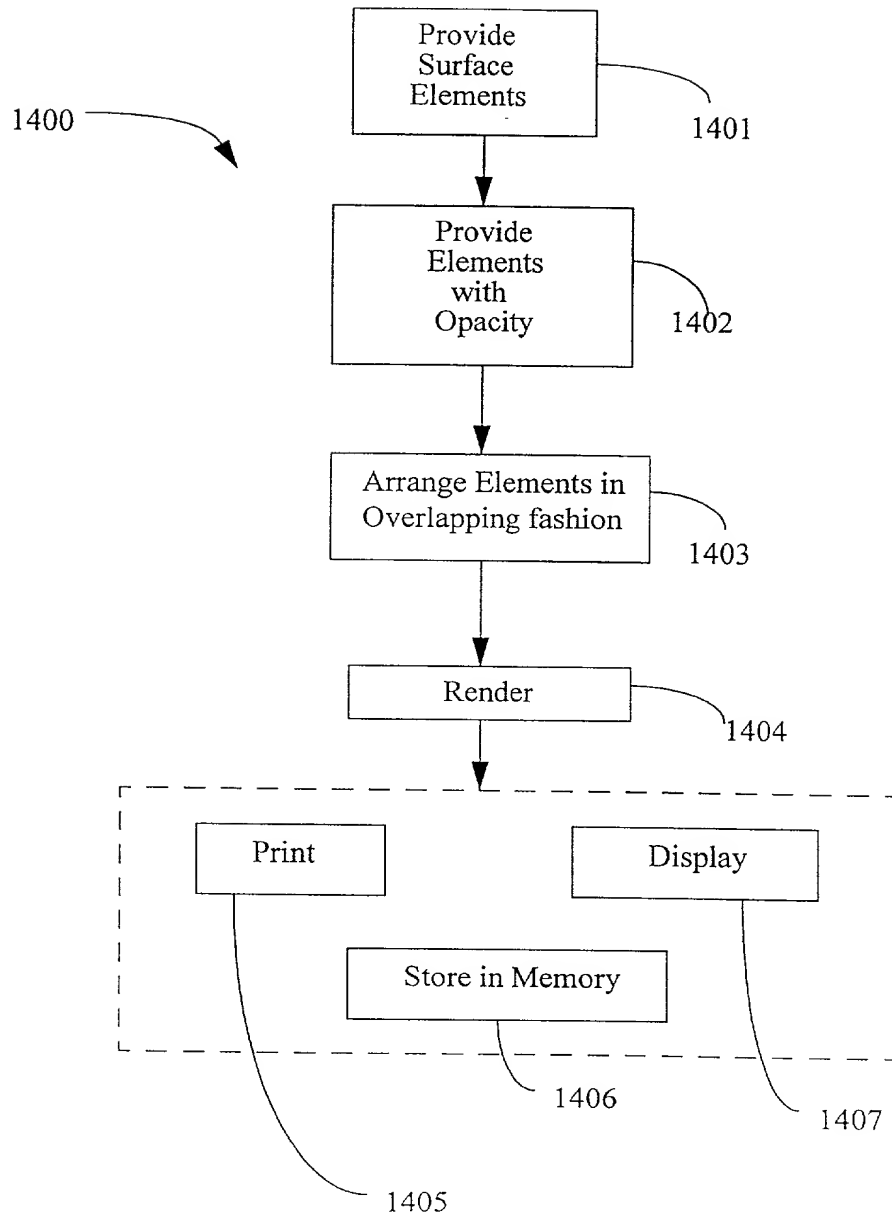 Provide
Surface
Elements
1400
1401
Provide
Elements
with
Opacity
1402
Arrange Elements in
Overlapping fashion
1403
Render
1404
Print
Display
Store in Memory
1406
1407
1405